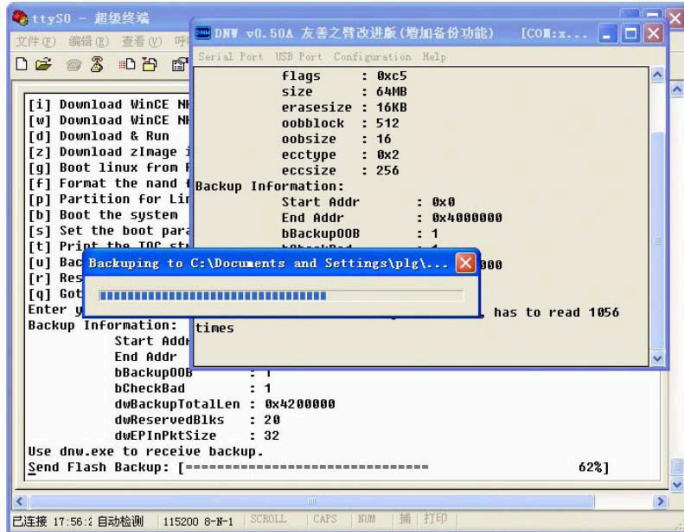 ttyS0 - 超级终端
文件(F) 编辑(E) 查看(V) 呼
[i] Download WinCE NK
[w] Download WinCE NK
[d] Download & Run
[z] Download zImage i
[g] Boot linux from
[f] Format the nand
[p] Partition for Lin
[b] Boot the system
[s] Set the boot para
[t] Print the TOC str
[u] Bac
[r] Res
[q] Got
Enter y
Backup Information:
Start Addr
End Addr
bBackupOOB : 1
bCheckBad : 1
dwBackupTotalLen : 0x4200000
dwReservedBlks : 20
dwEPInPktSize : 32
Use dnw.exe to receive backup.
Send Flash Backup: [================================ 62%]
已连接 17:56:2 自动检测 115200 8-N-1 SCROLL CAPS NUM 捕 打印
DNW v0.50A 友善之臂改进版(增加备份功能) [COM:x...
Serial Port USB Port Configuration Help
flags : 0xc5
size : 64MB
erasesize : 16KB
oobblock : 512
oobsize : 16
ecctype : 0x2
eccsize : 256
Backup Information:
Start Addr : 0x0
End Addr : 0x4000000
bBackupOOB : 1
000
, has to read 1056
times
Backuping to C:\Documents and Settings\plg\...